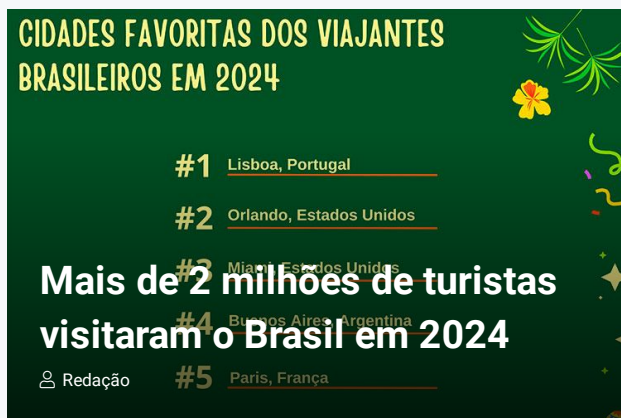 CIDADES FAVORITAS DOS VIAJANTES
BRASILEIROS EM 2024
#1 Lisboa, Portugal
#2 Orlando, Estados Unidos
#3 Miami, Estados Unidos
Mais de 2 milhões de turistas
#4 Buenos Aires, Argentina
visitaram o Brasil em 2024
Redação
#5 Paris, França